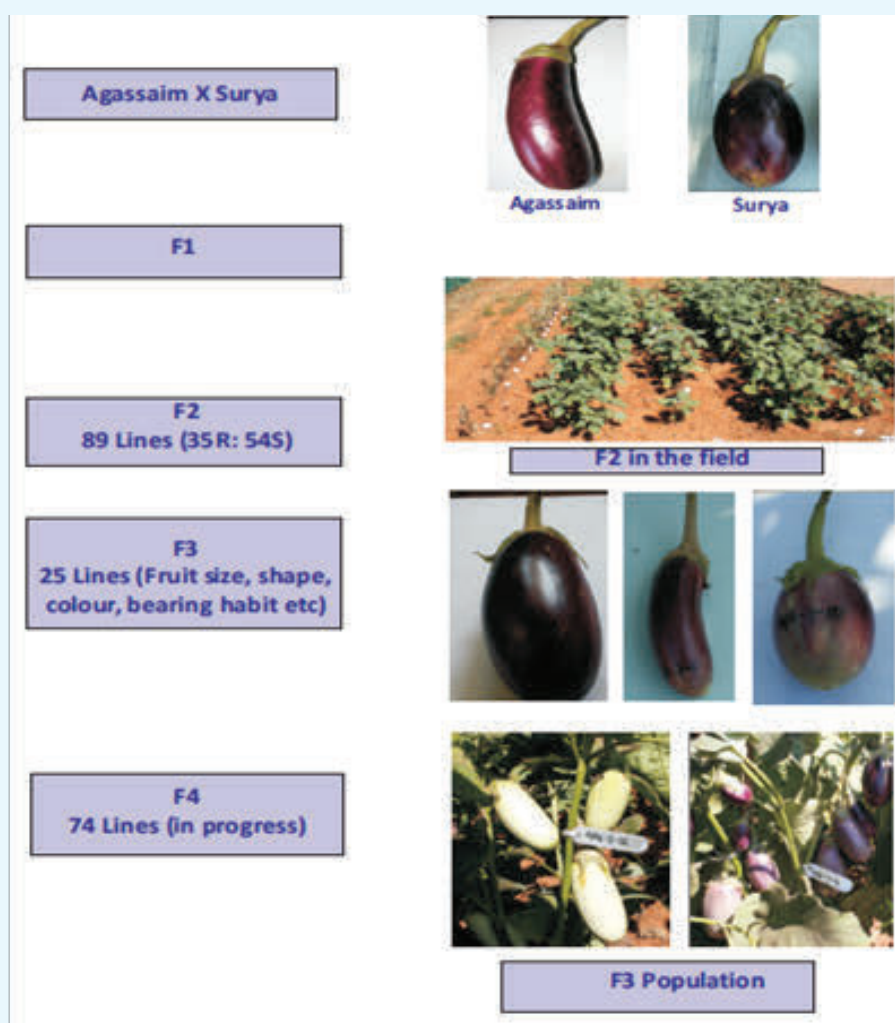 Agassaim X Surya
Agassaim
Surya
F1
F2
89 Lines (35R: 54S)
F2 in the field
F3
25 Lines (Fruit size, shape,
colour, bearing habit etc)
F4
74 Lines (in progress)
F3 Population